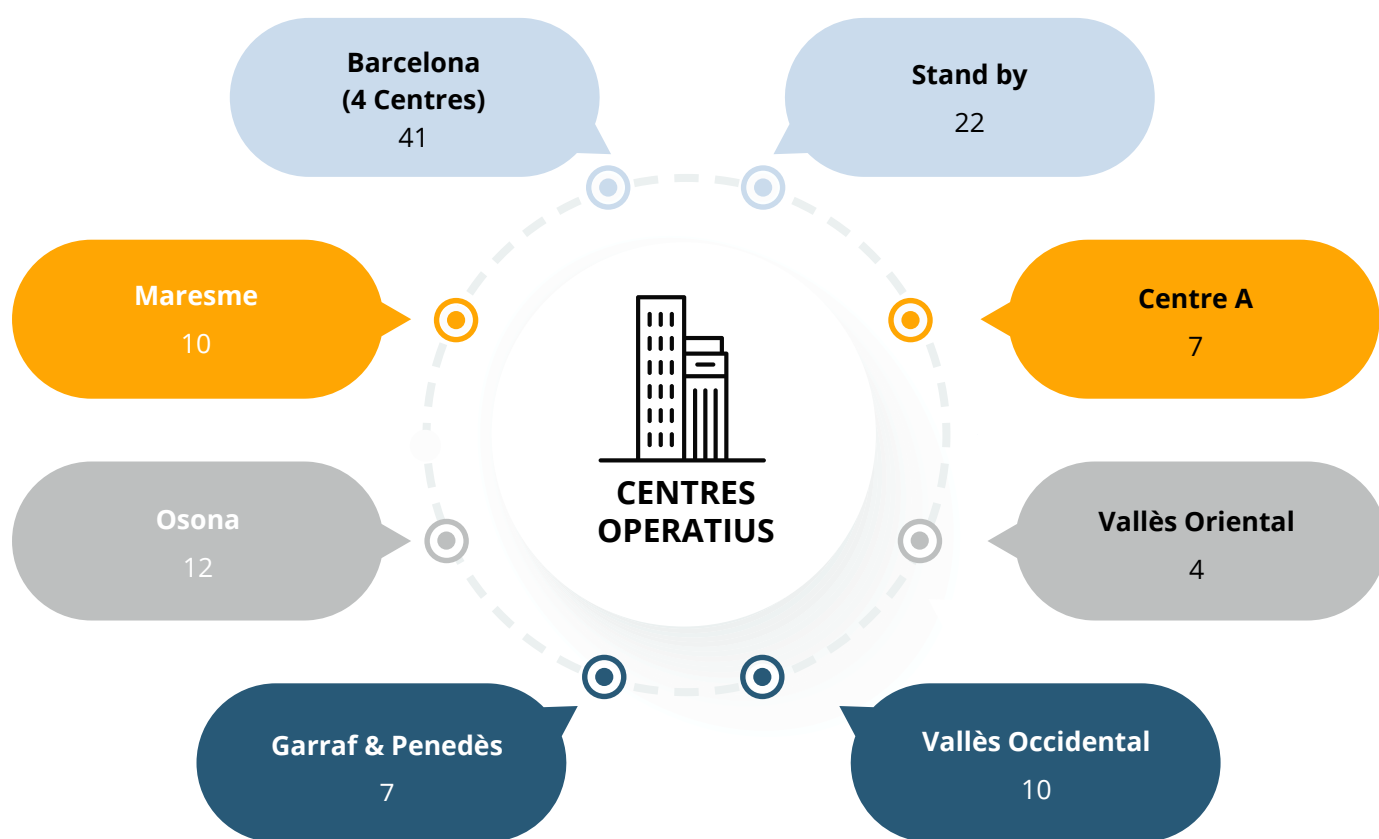 Barcelona
(4 Centres)
41
Stand by
22
Maresme
10
Centre A
7
CENTRES
OPERATIUS
Osona
12
Vallès Oriental
4
Garraf & Penedès
7
Vallès Occidental
10